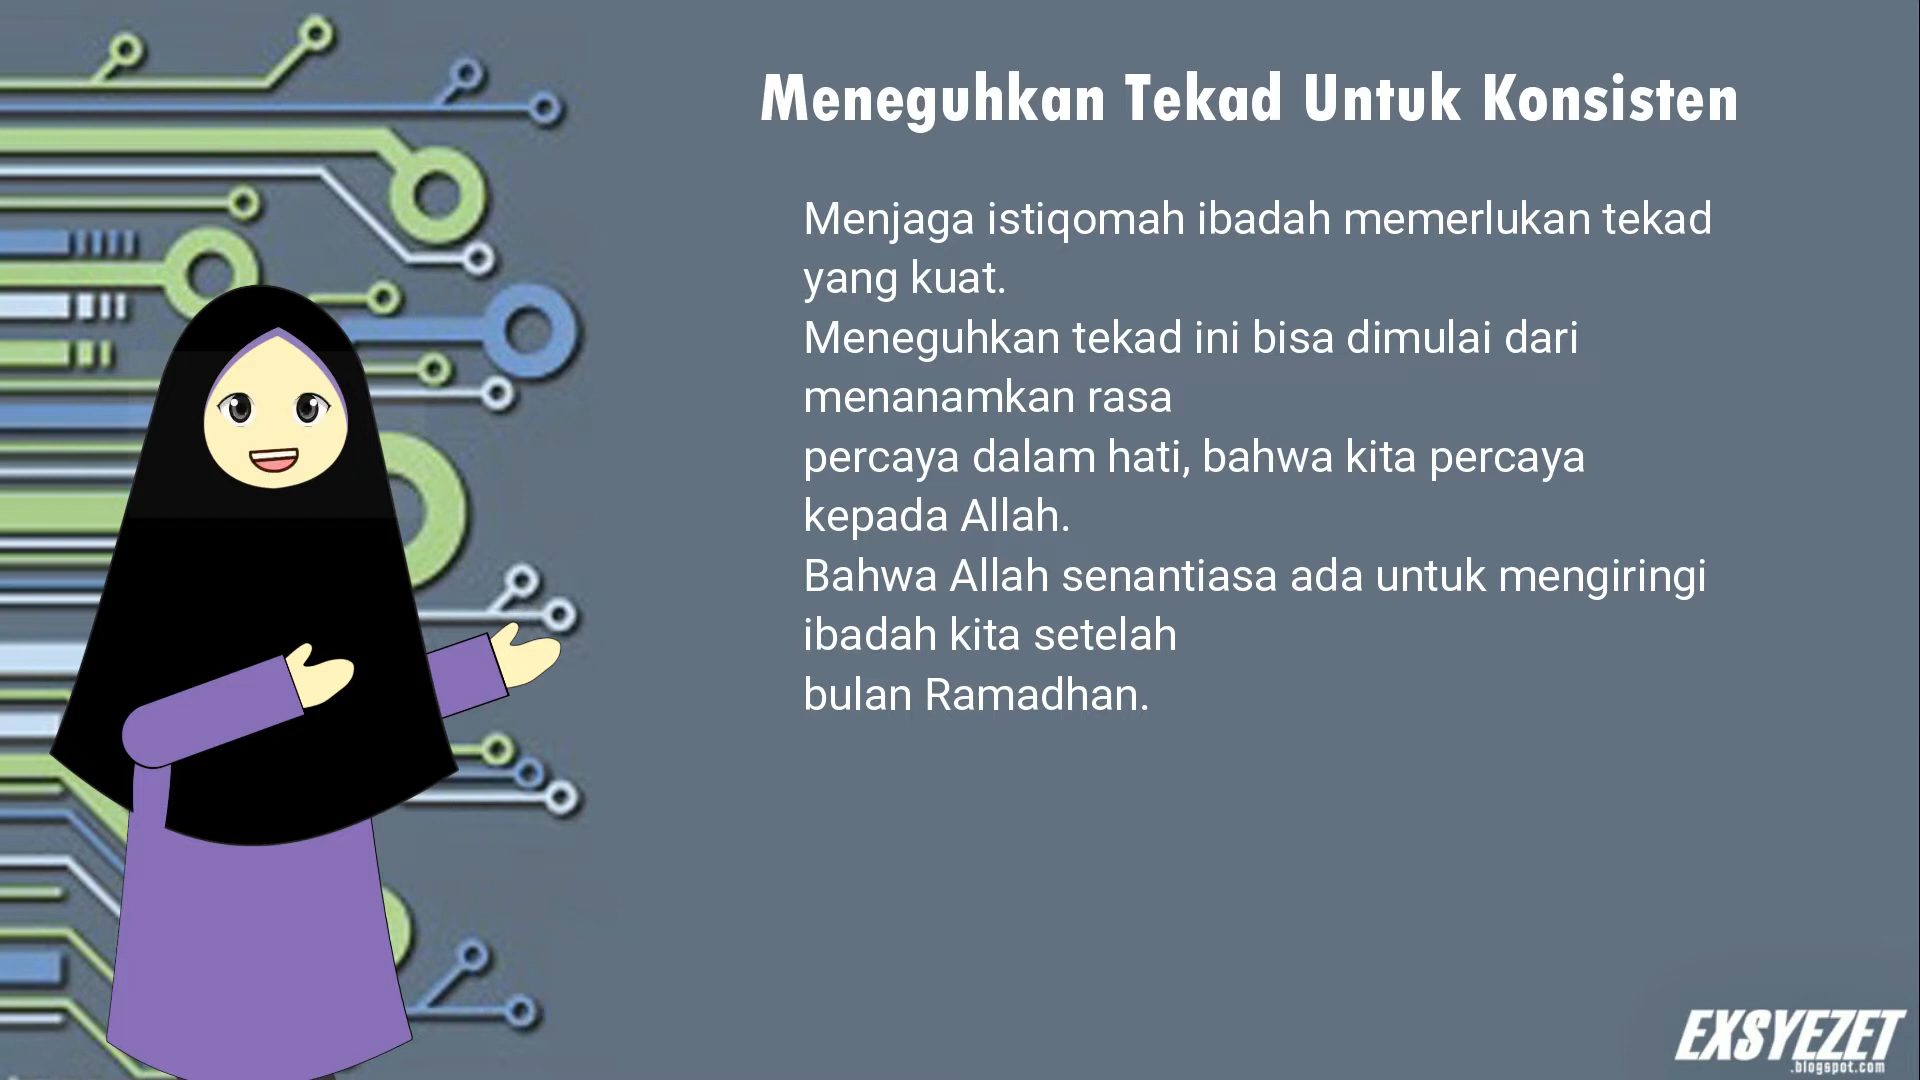 Meneguhkan Tekad Untuk Konsisten
Menjaga istiqomah ibadah memerlukan tekad
yang kuat.
Meneguhkan tekad ini bisa dimulai dari
menanamkan rasa
percaya dalam hati, bahwa kita percaya
kepada Allah.
Bahwa Allah senantiasa ada untuk mengiringi
ibadah kita setelah
bulan Ramadhan.
EXSYEZET
.blogspot.com